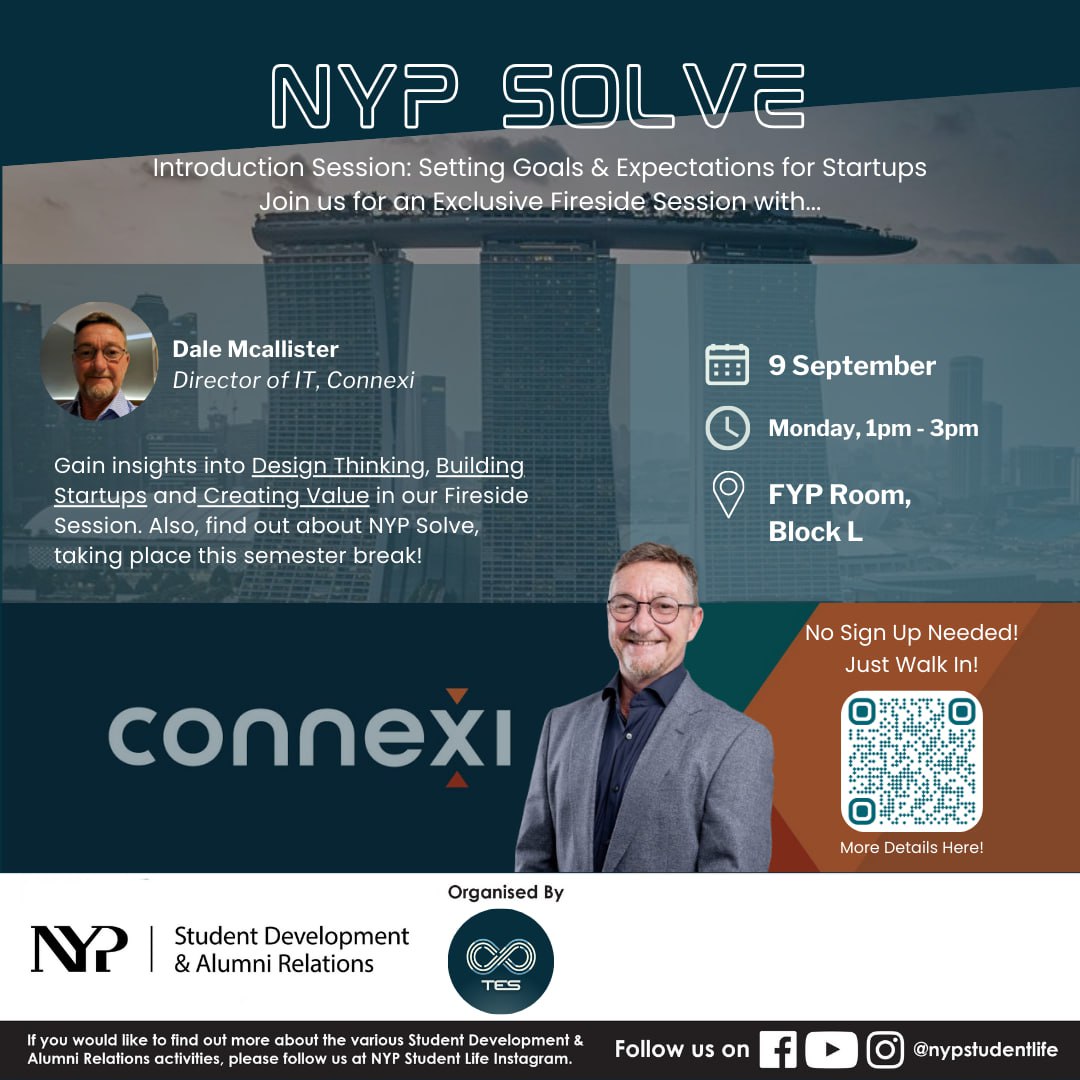 NYP SOLVE
Introduction Session: Setting Goals & Expectations for Startups
Join us for an Exclusive Fireside Session with...
Dale Mcallister
Director of IT, Connexi
Gain insights into Design Thinking, Building
Startups and Creating Value in our Fireside
Session. Also, find out about NYP Solve,
taking place this semester break!
9 September
Monday, 1pm - 3pm
FYP Room,
Block L
connexi
No Sign Up Needed!
Just Walk In!
More Details Here!
NYP
Student Development
& Alumni Relations
Organised By
TES
If you would like to find out more about the various Student Development &
Alumni Relations activities, please follow us at NYP Student Life Instagram.
Follow us on
@nypstudentlife